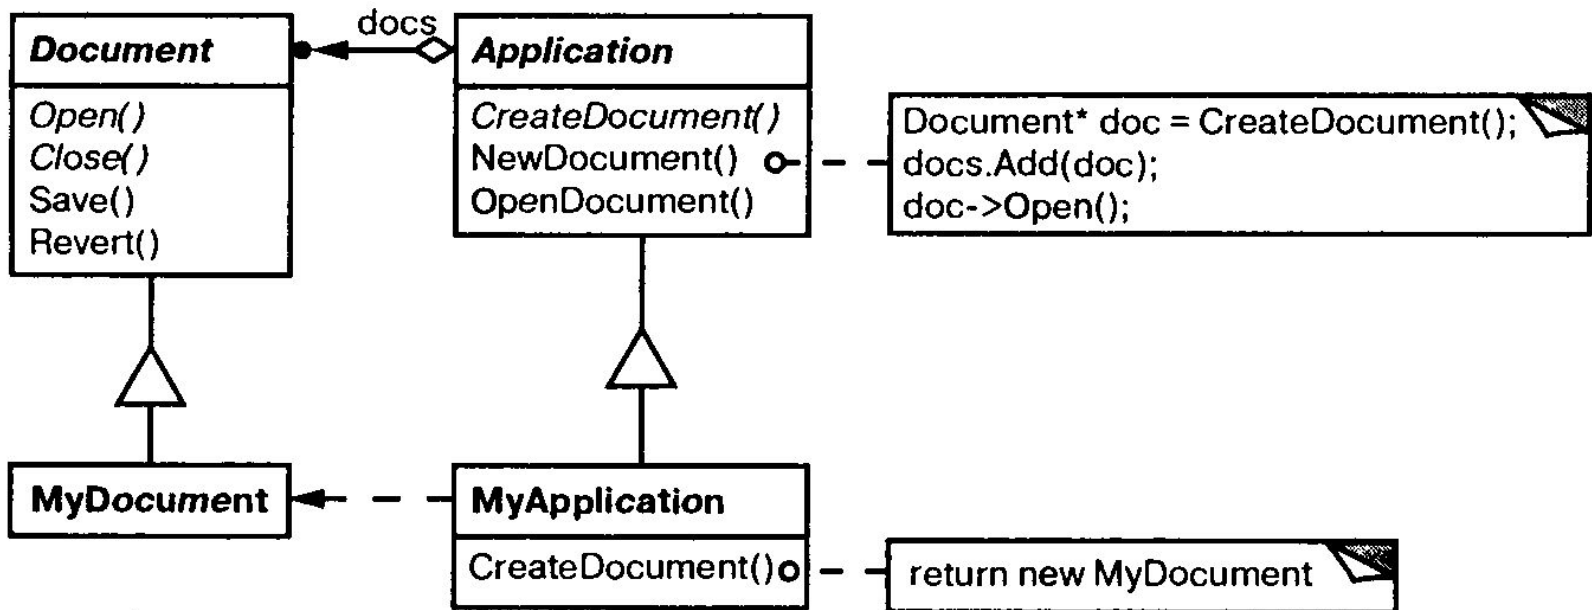 docs
Document
Open()
Close()
Save()
Revert()
Application
CreateDocument()
NewDocument()
OpenDocument()
Document* doc = CreateDocument();
docs.Add(doc);
doc->Open();
MyDocument
MyApplication
CreateDocument()
return new MyDocument